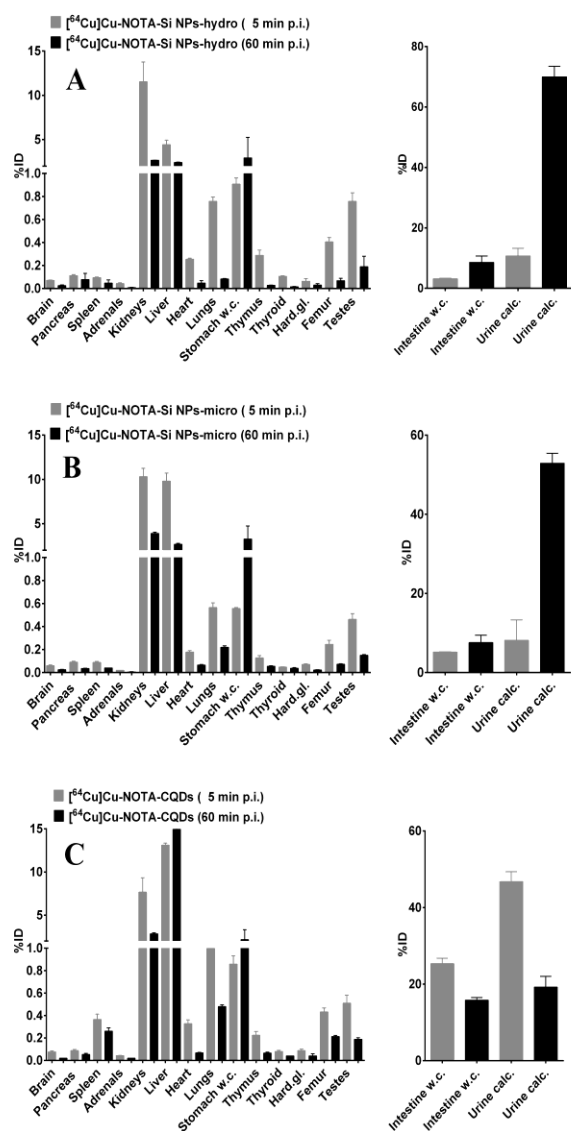 [⁶⁴Cu]Cu-NOTA-Si NPs-hydro ( 5 min p.i.)
[⁶⁴Cu]Cu-NOTA-Si NPs-hydro (60 min p.i.)
A
%ID
15
10
5
1.0
0.8
0.6
0.4
0.2
0.0
Brain
Pancreas
Spleen
Adrenals
Kidneys
Liver
Heart
Lungs
Stomach w.c.
Thymus
Thyroid
Hard.gl.
Femur
Testes
%ID
80
60
40
20
0
Intestine w.c.
Intestine w.c.
Urine calc.
Urine calc.
[⁶⁴Cu]Cu-NOTA-Si NPs-micro ( 5 min p.i.)
[⁶⁴Cu]Cu-NOTA-Si NPs-micro (60 min p.i.)
B
%ID
15
10
5
1.0
0.8
0.6
0.4
0.2
0.0
Brain
Pancreas
Spleen
Adrenals
Kidneys
Liver
Heart
Lungs
Stomach w.c.
Thymus
Thyroid
Hard.gl.
Femur
Testes
%ID
60
40
20
0
Intestine w.c.
Intestine w.c.
Urine calc.
Urine calc.
[⁶⁴Cu]Cu-NOTA-CQDs ( 5 min p.i.)
[⁶⁴Cu]Cu-NOTA-CQDs (60 min p.i.)
C
%ID
15
10
5
1.0
0.8
0.6
0.4
0.2
0.0
Brain
Pancreas
Spleen
Adrenals
Kidneys
Liver
Heart
Lungs
Stomach w.c.
Thymus
Thyroid
Hard.gl.
Femur
Testes
%ID
60
40
20
0
Intestine w.c.
Intestine w.c.
Urine calc.
Urine calc.